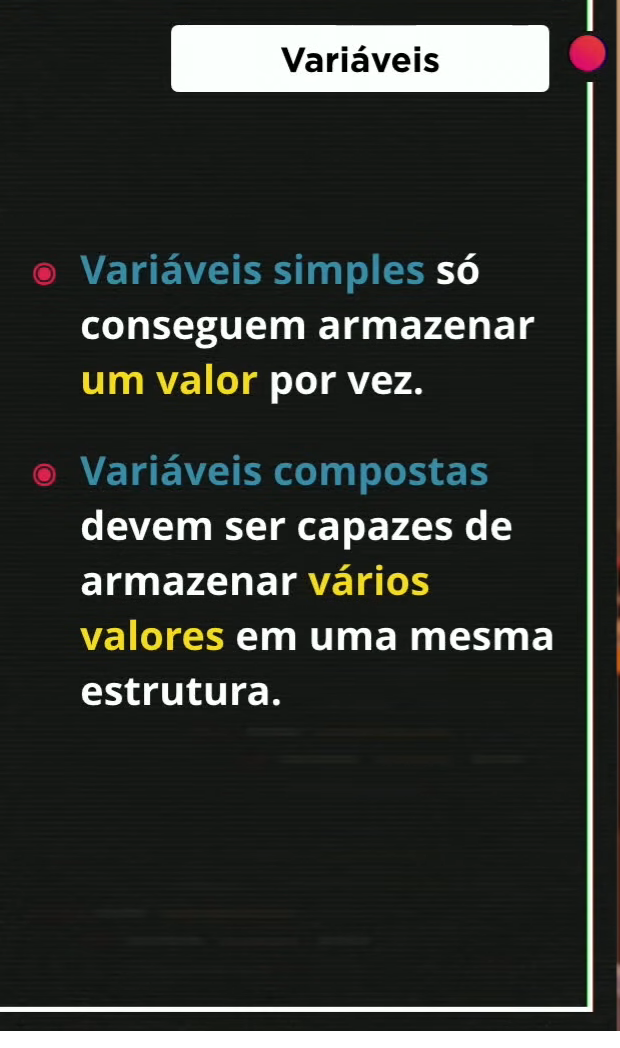 Variáveis
Variáveis simples só
conseguem armazenar
um valor por vez.
Variáveis compostas
devem ser capazes de
armazenar vários
valores em uma mesma
estrutura.